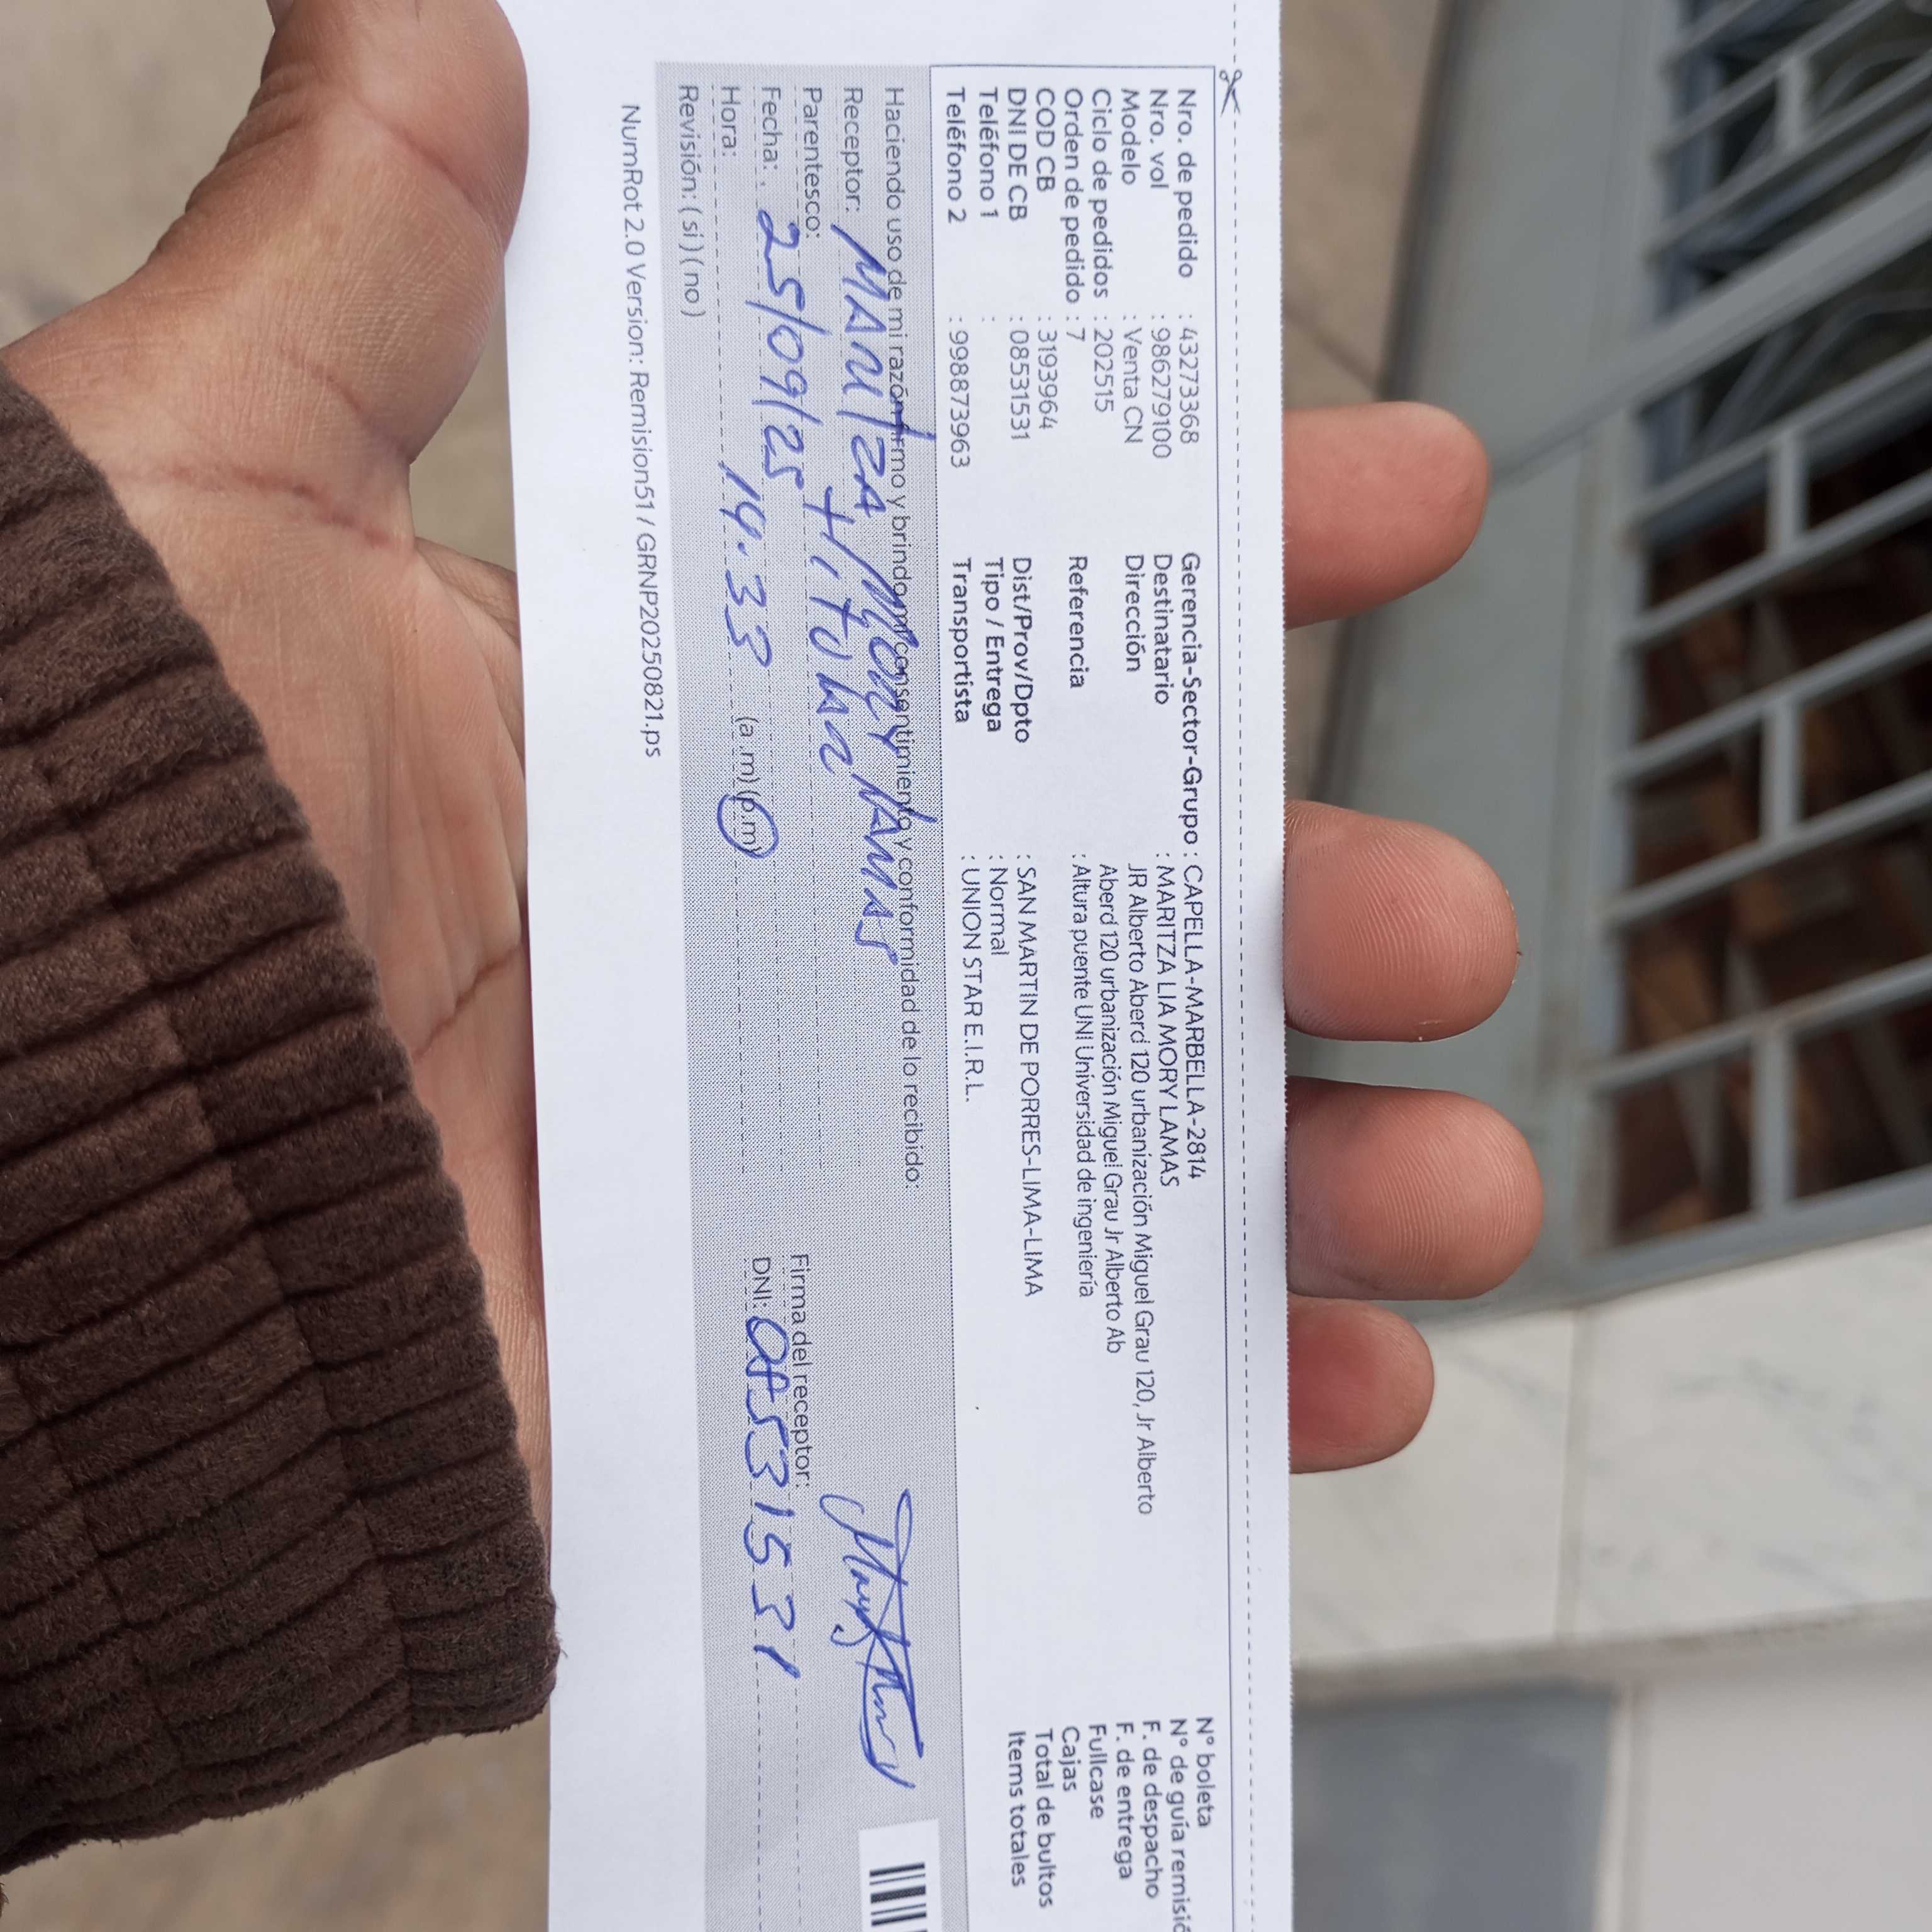 Nro. de pedido : 43273368
Nro. vol : 986279100
Modelo : Venta CN
Ciclo de pedidos : 202515
Orden de pedido : 7
COD CB : 31939964
DNI DE CB : 08531531
Teléfono 1 :
Teléfono 2 : 998873963
Gerencia-Sector-Grupo : CAPELLA-MARBELLA-2814
Destinatario : MARITZA LIA MORY LAMAS
Dirección JR Alberto Aberd 120 urbanización Miguel Grau 120, Jr Alberto
Aberd 120 urbanización Miguel Grau Jr Alberto Ab
Referencia : Altura puente UNI Universidad de ingeniería
Dist/Prov/Dpto : SAN MARTIN DE PORRES-LIMA-LIMA
Tipo / Entrega : Normal
Transportista : UNION STAR E.I.R.L.
N° boleta
N° de guía remisió
F. de despacho
F. de entrega
Fullcase
Cajas
Total de bultos
Items totales
Haciendo uso de mi razón firmo y brindo mi consentimiento y conformidad de lo recibido:
Receptor: MARITZA MORY LAMAS
Parentesco: Titular
Fecha: 25/09/25
Hora: 14.33 (a.m) (p.m)
Revisión: ( si ) ( no )
Firma del receptor:
DNI: 08531531
NumRot 2.0 Version: Remision51 / GRNP20250821.ps